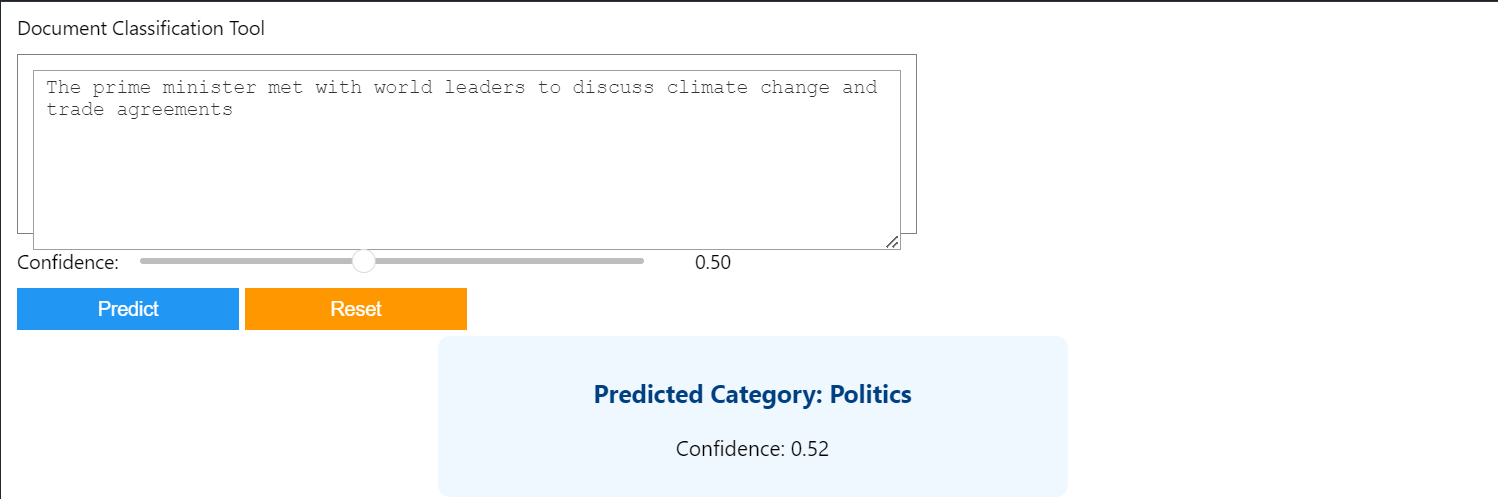 Document Classification Tool
The prime minister met with world leaders to discuss climate change and
trade agreements
Confidence: 0.50
Predict Reset
Predicted Category: Politics
Confidence: 0.52